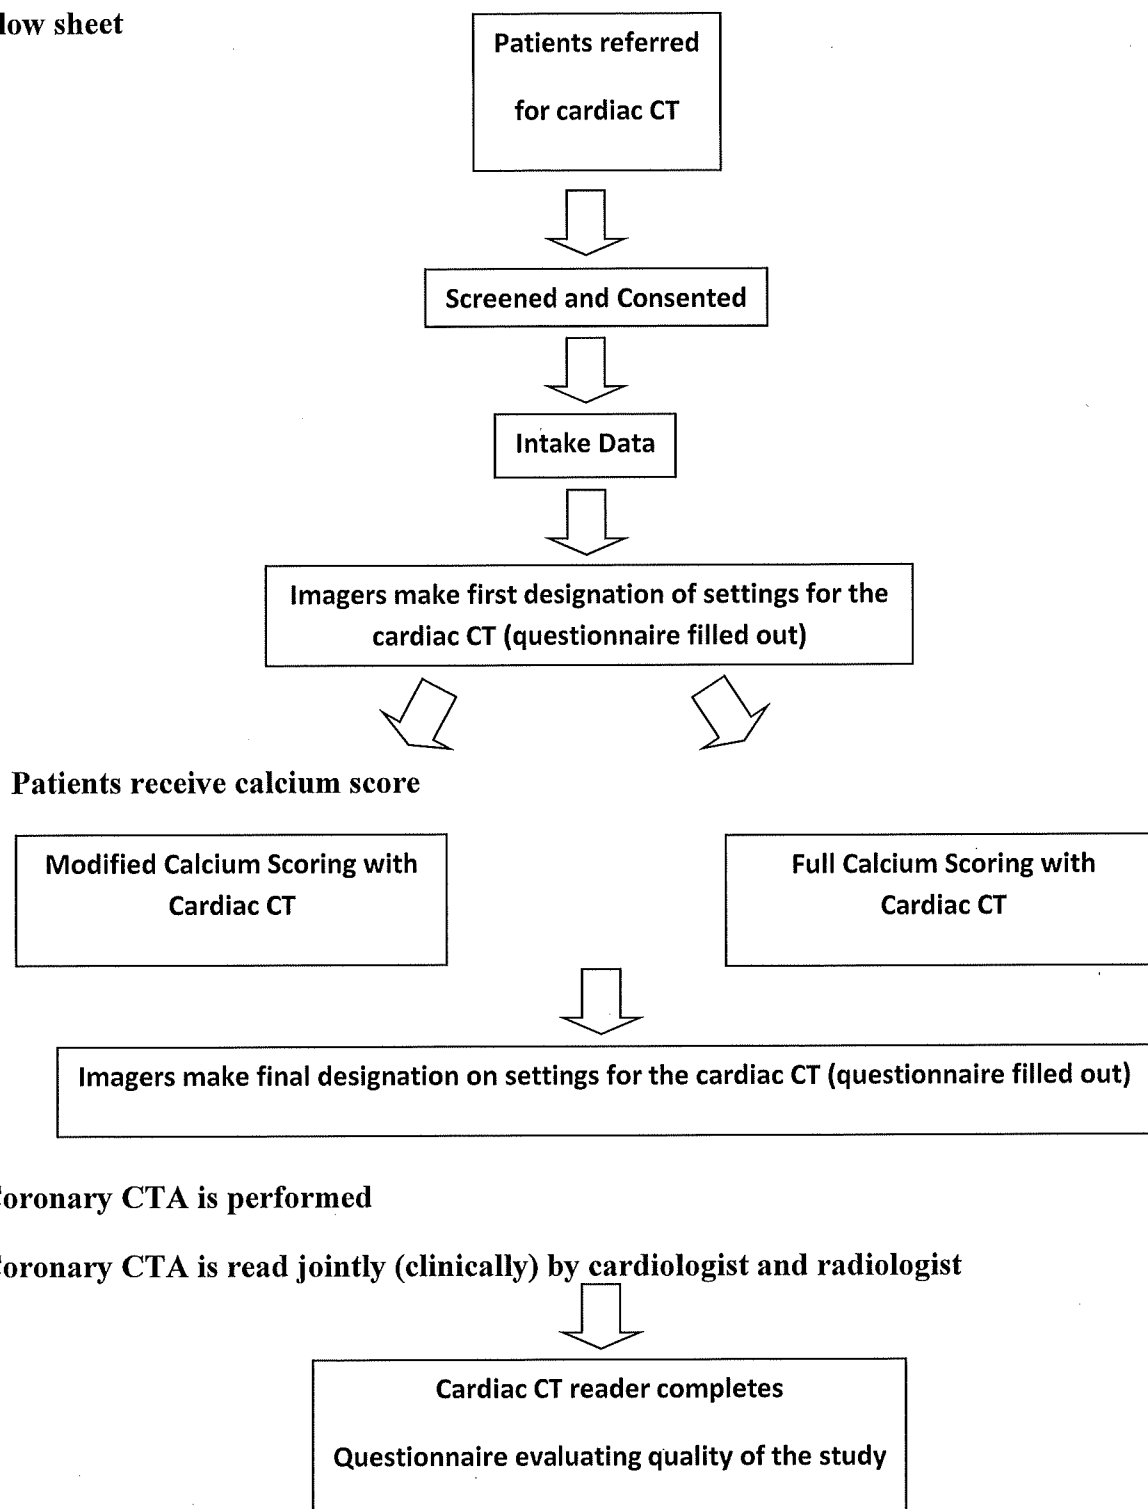 low sheet
Patients referred
for cardiac CT
Screened and Consented
Intake Data
Imagers make first designation of settings for the
cardiac CT (questionnaire filled out)
Patients receive calcium score
Modified Calcium Scoring with
Cardiac CT
Full Calcium Scoring with
Cardiac CT
Imagers make final designation on settings for the cardiac CT (questionnaire filled out)
Coronary CTA is performed
Coronary CTA is read jointly (clinically) by cardiologist and radiologist
Cardiac CT reader completes
Questionnaire evaluating quality of the study